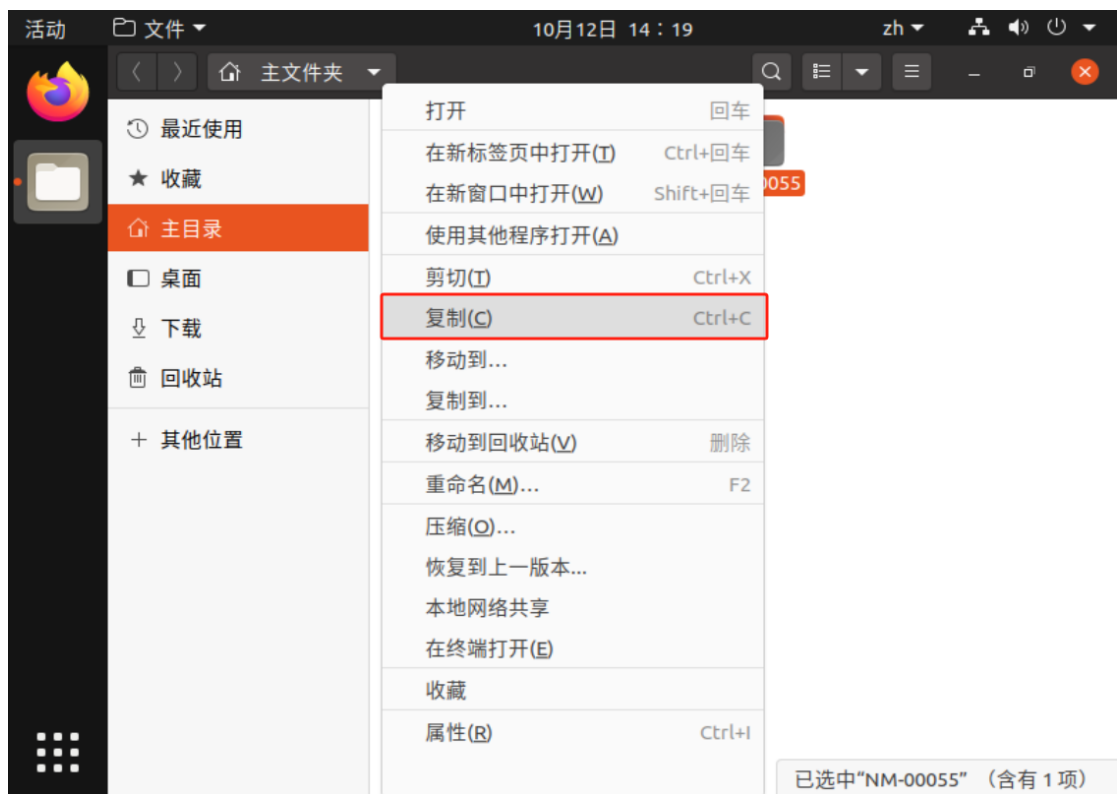 活动 文件 10月12日 14：19 zh
主文件夹
最近使用
收藏
主目录
桌面
下载
回收站
其他位置
打开 回车
在新标签页中打开(T) Ctrl+回车
在新窗口中打开(W) Shift+回车
使用其他程序打开(A)
剪切(T) Ctrl+X
复制(C) Ctrl+C
移动到...
复制到...
移动到回收站(V) 删除
重命名(M)... F2
压缩(O)...
恢复到上一版本...
本地网络共享
在终端打开(E)
收藏
属性(R) Ctrl+I
0055
已选中“NM-00055” （含有 1 项）